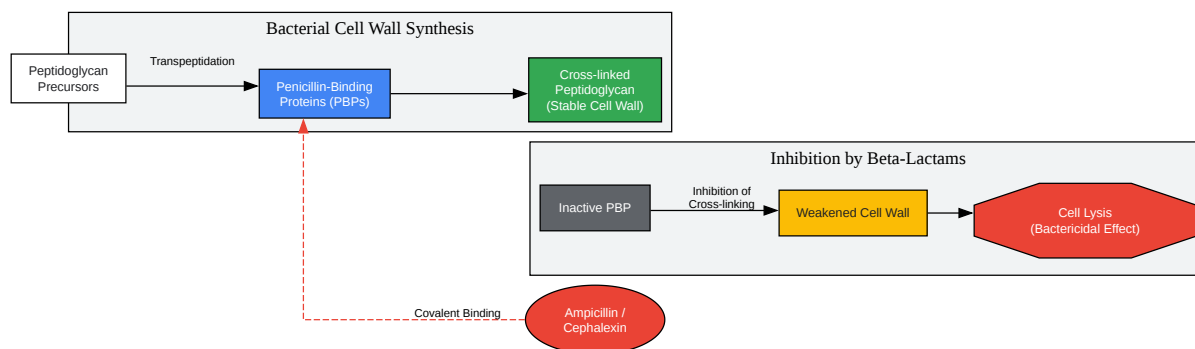 Bacterial Cell Wall Synthesis
Peptidoglycan
Precursors
Transpeptidation
Penicillin-Binding
Proteins (PBPs)
Cross-linked
Peptidoglycan
(Stable Cell Wall)
Inhibition by Beta-Lactams
Inactive PBP
Inhibition of
Cross-linking
Weakened Cell Wall
Cell Lysis
(Bactericidal Effect)
Covalent Binding
Ampicillin /
Cephalexin